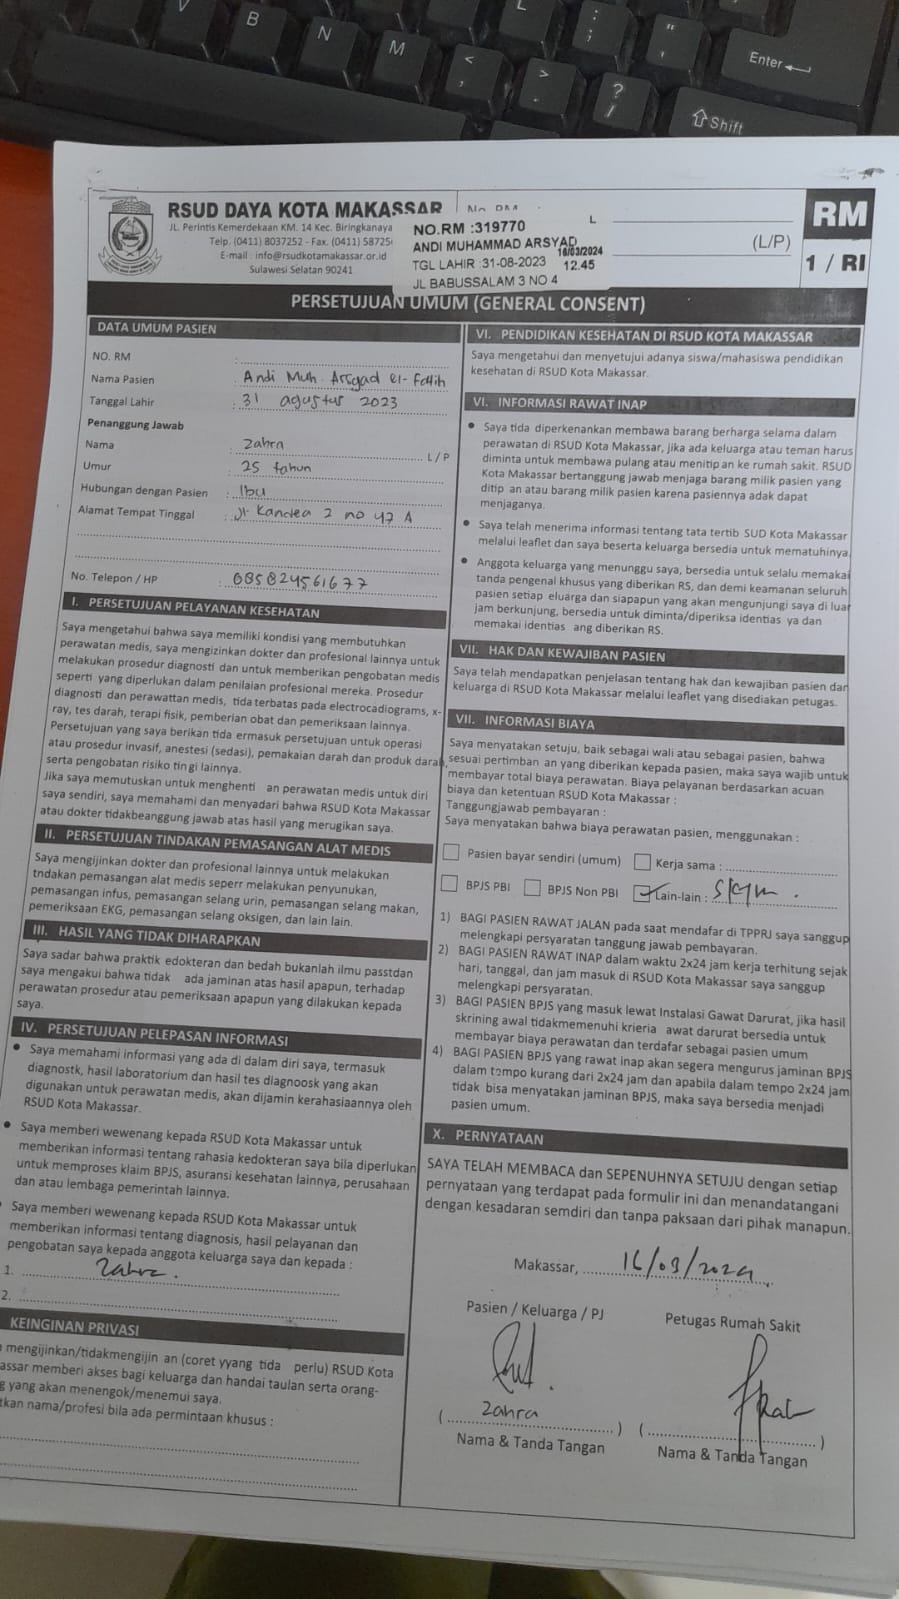 V B N M L
Enter
Shift
RSUD DAYA KOTA MAKASSAR
JL. Perintis Kemerdekaan KM. 14 Kec. Biringkanaya
Telp. (0411) 8037252 - Fax. (0411) 58725
E-mail : info@rsudkotamakassar.or.id
Sulawesi Selatan 90241
No. RM
NO.RM :319770 L
ANDI MUHAMMAD ARSYAD
16/03/2024
TGL LAHIR :31-08-2023 12.45
JL BABUSSALAM 3 NO 4
(L/P)
RM
1 / RI
PERSETUJUAN UMUM (GENERAL CONSENT)
DATA UMUM PASIEN
NO. RM :
Nama Pasien : Andi Muh. Arsyad el-Fatih
Tanggal Lahir : 31 agustus 2023
Penanggung Jawab
Nama : Zahra L/P
Umur : 25 tahun
Hubungan dengan Pasien : Ibu
Alamat Tempat Tinggal : Jl. Kandea 2 no 47 A
No. Telepon / HP : 085824561677
I. PERSETUJUAN PELAYANAN KESEHATAN
Saya mengetahui bahwa saya memiliki kondisi yang membutuhkan
perawatan medis, saya mengizinkan dokter dan profesional lainnya untuk
melakukan prosedur diagnosti dan untuk memberikan pengobatan medis
seperti yang diperlukan dalam penilaian profesional mereka. Prosedur
diagnosti dan perawattan medis, tida terbatas pada electrocadiograms, x-
ray, tes darah, terapi fisik, pemberian obat dan pemeriksaan lainnya.
Persetujuan yang saya berikan tida ermasuk persetujuan untuk operasi
atau prosedur invasif, anestesi (sedasi), pemakaian darah dan produk darah,
serta pengobatan risiko tin gi lainnya.
Jika saya memutuskan untuk menghenti an perawatan medis untuk diri
saya sendiri, saya memahami dan menyadari bahwa RSUD Kota Makassar
atau dokter tidakbeanggung jawab atas hasil yang merugikan saya.
II. PERSETUJUAN TINDAKAN PEMASANGAN ALAT MEDIS
Saya mengijinkan dokter dan profesional lainnya untuk melakukan
tndakan pemasangan alat medis seperr melakukan penyunukan,
pemasangan infus, pemasangan selang urin, pemasangan selang makan,
pemeriksaan EKG, pemasangan selang oksigen, dan lain lain.
III. HASIL YANG TIDAK DIHARAPKAN
Saya sadar bahwa praktik edokteran dan bedah bukanlah ilmu passtdan
saya mengakui bahwa tidak ada jaminan atas hasil apapun, terhadap
perawatan prosedur atau pemeriksaan apapun yang dilakukan kepada
saya.
IV. PERSETUJUAN PELEPASAN INFORMASI
• Saya memahami informasi yang ada di dalam diri saya, termasuk
diagnostk, hasil laboratorium dan hasil tes diagnoosk yang akan
digunakan untuk perawatan medis, akan dijamin kerahasiaannya oleh
RSUD Kota Makassar.
• Saya memberi wewenang kepada RSUD Kota Makassar untuk
memberikan informasi tentang rahasia kedokteran saya bila diperlukan
untuk memproses klaim BPJS, asuransi kesehatan lainnya, perusahaan
dan atau lembaga pemerintah lainnya.
Saya memberi wewenang kepada RSUD Kota Makassar untuk
memberikan informasi tentang diagnosis, hasil pelayanan dan
pengobatan saya kepada anggota keluarga saya dan kepada :
1. Zahra.
2.
KEINGINAN PRIVASI
mengijinkan/tidakmengijin an (coret yyang tida perlu) RSUD Kota
assar memberi akses bagi keluarga dan handai taulan serta orang-
g yang akan menengok/menemui saya.
tkan nama/profesi bila ada permintaan khusus :
VI. PENDIDIKAN KESEHATAN DI RSUD KOTA MAKASSAR
Saya mengetahui dan menyetujui adanya siswa/mahasiswa pendidikan
kesehatan di RSUD Kota Makassar.
VI. INFORMASI RAWAT INAP
• Saya tida diperkenankan membawa barang berharga selama dalam
perawatan di RSUD Kota Makassar, jika ada keluarga atau teman harus
diminta untuk membawa pulang atau menitip an ke rumah sakit. RSUD
Kota Makassar bertanggung jawab menjaga barang milik pasien yang
ditip an atau barang milik pasien karena pasiennya adak dapat
menjaganya.
• Saya telah menerima informasi tentang tata tertib SUD Kota Makassar
melalui leaflet dan saya beserta keluarga bersedia untuk mematuhinya.
• Anggota keluarga yang menunggu saya, bersedia untuk selalu memakai
tanda pengenal khusus yang diberikan RS, dan demi keamanan seluruh
pasien setiap eluarga dan siapapun yang akan mengunjungi saya di luar
jam berkunjung, bersedia untuk diminta/diperiksa identias ya dan
memakai identias ang diberikan RS.
VII. HAK DAN KEWAJIBAN PASIEN
Saya telah mendapatkan penjelasan tentang hak dan kewajiban pasien dan
keluarga di RSUD Kota Makassar melalui leaflet yang disediakan petugas.
VII. INFORMASI BIAYA
Saya menyatakan setuju, baik sebagai wali atau sebagai pasien, bahwa
sesuai pertimban an yang diberikan kepada pasien, maka saya wajib untuk
membayar total biaya perawatan. Biaya pelayanan berdasarkan acuan
biaya dan ketentuan RSUD Kota Makassar :
Tanggungjawab pembayaran :
Saya menyatakan bahwa biaya perawatan pasien, menggunakan :
Pasien bayar sendiri (umum) Kerja sama :
BPJS PBI BPJS Non PBI Lain-lain :
1) BAGI PASIEN RAWAT JALAN pada saat mendafar di TPPRJ saya sanggup
melengkapi persyaratan tanggung jawab pembayaran.
2) BAGI PASIEN RAWAT INAP dalam waktu 2x24 jam kerja terhitung sejak
hari, tanggal, dan jam masuk di RSUD Kota Makassar saya sanggup
melengkapi persyaratan.
3) BAGI PASIEN BPJS yang masuk lewat Instalasi Gawat Darurat, jika hasil
skrining awal tidakmemenuhi krieria awat darurat bersedia untuk
membayar biaya perawatan dan terdafar sebagai pasien umum
4) BAGI PASIEN BPJS yang rawat inap akan segera mengurus jaminan BPJS
dalam tempo kurang dari 2x24 jam dan apabila dalam tempo 2x24 jam
tidak bisa menyatakan jaminan BPJS, maka saya bersedia menjadi
pasien umum.
X. PERNYATAAN
SAYA TELAH MEMBACA dan SEPENUHNYA SETUJU dengan setiap
pernyataan yang terdapat pada formulir ini dan menandatangani
dengan kesadaran semdiri dan tanpa paksaan dari pihak manapun.
Makassar, 16/03/2024
Pasien / Keluarga / PJ Petugas Rumah Sakit
( Zahra ) ( )
Nama & Tanda Tangan Nama & Tanda Tangan